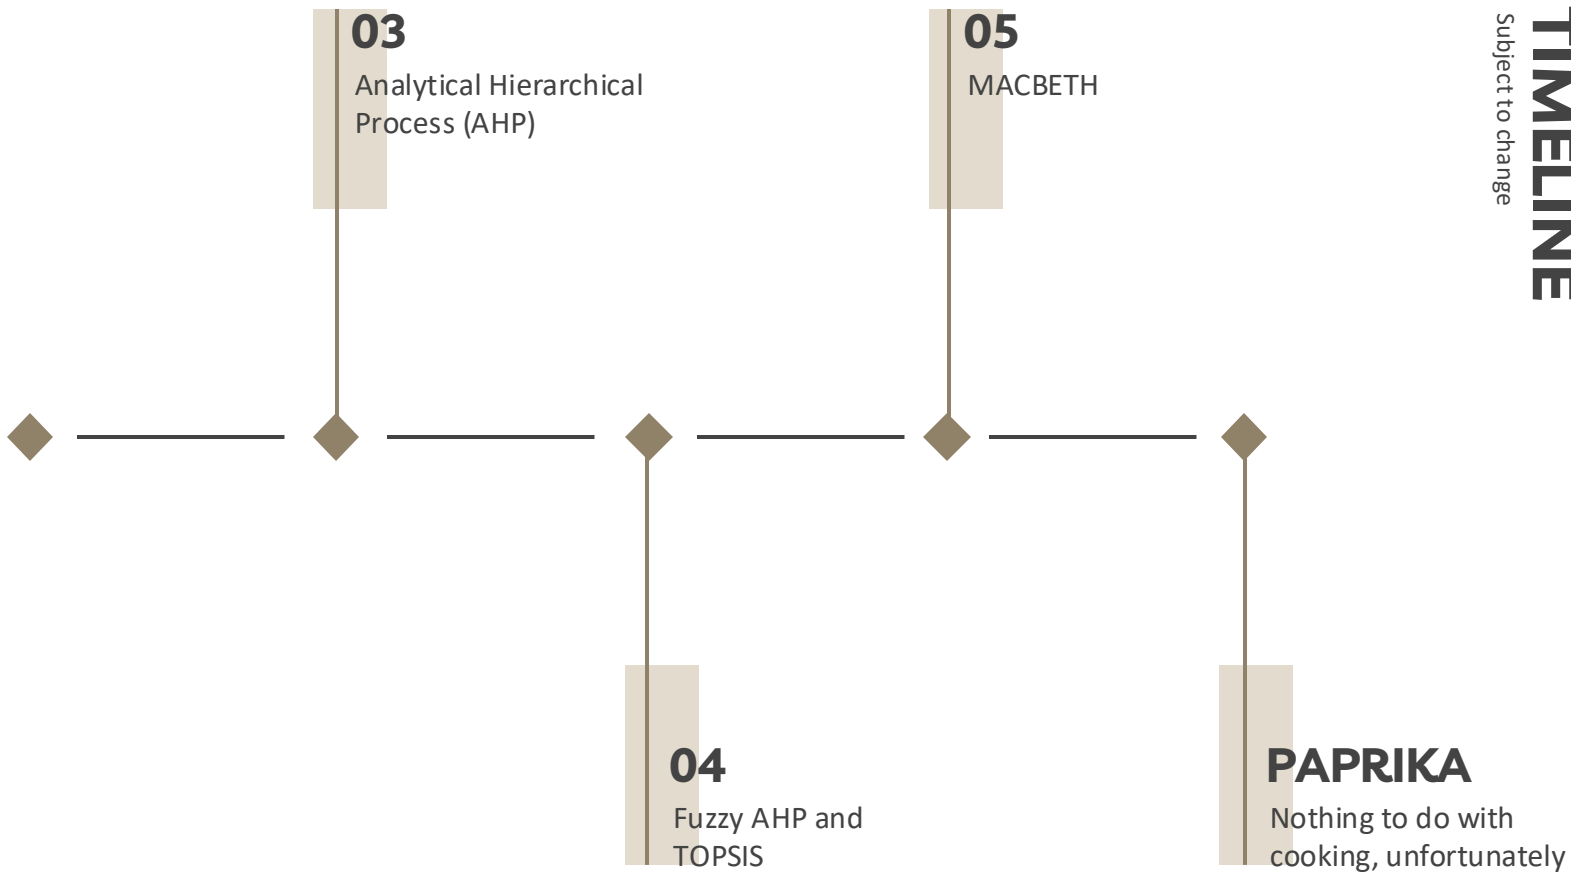 TIMELINE
Subject to change
03
Analytical Hierarchical
Process (AHP)
04
Fuzzy AHP and
TOPSIS
05
MACBETH
PAPRIKA
Nothing to do with
cooking, unfortunately